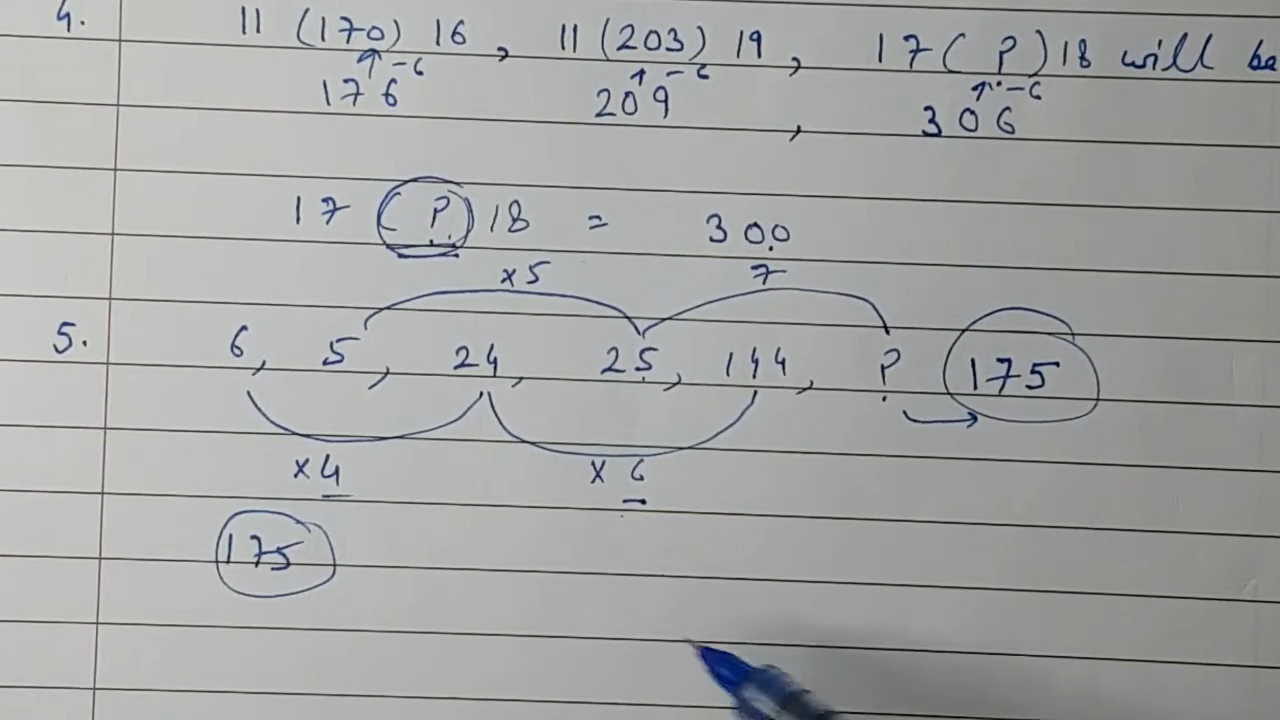 4. 11 (170) 16, 11 (203) 19, 17 ( ? ) 18 will be
↑ -6 ↑ -6 ↑ -6
176 209 , 306
17 ( ? ) 18 = 300
×5 7
5. 6, 5, 24, 25, 144, ? 175
×4 ×6
175